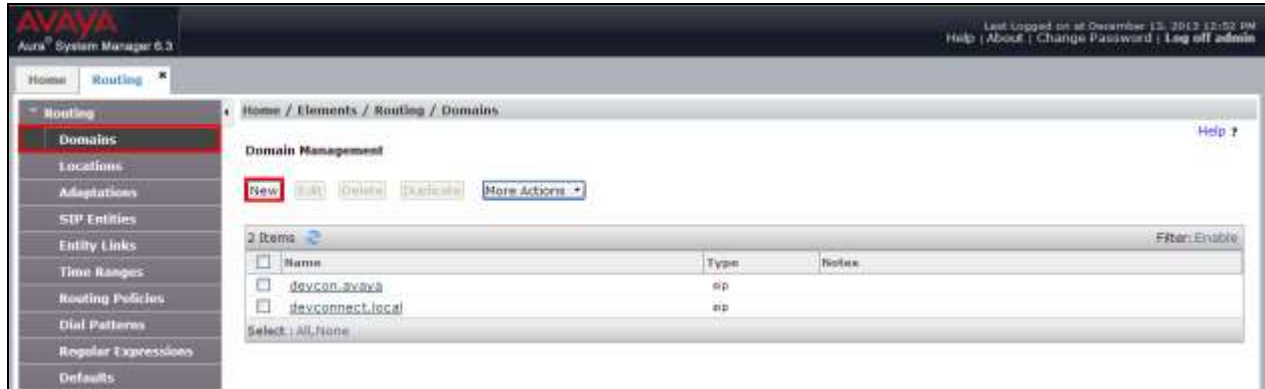 AVAYA
Aura® System Manager 6.3
Last Logged on at December 13, 2013 12:52 PM
Help | About | Change Password | Log off admin
Home Routing ×
Routing
Domains
Locations
Adaptations
SIP Entities
Entity Links
Time Ranges
Routing Policies
Dial Patterns
Regular Expressions
Defaults
Home / Elements / Routing / Domains
Help ?
Domain Management
New Edit Delete Duplicate More Actions
2 Items Filter: Enable
Name Type Notes
devcon.avaya sip
devconnect.local sip
Select : All, None